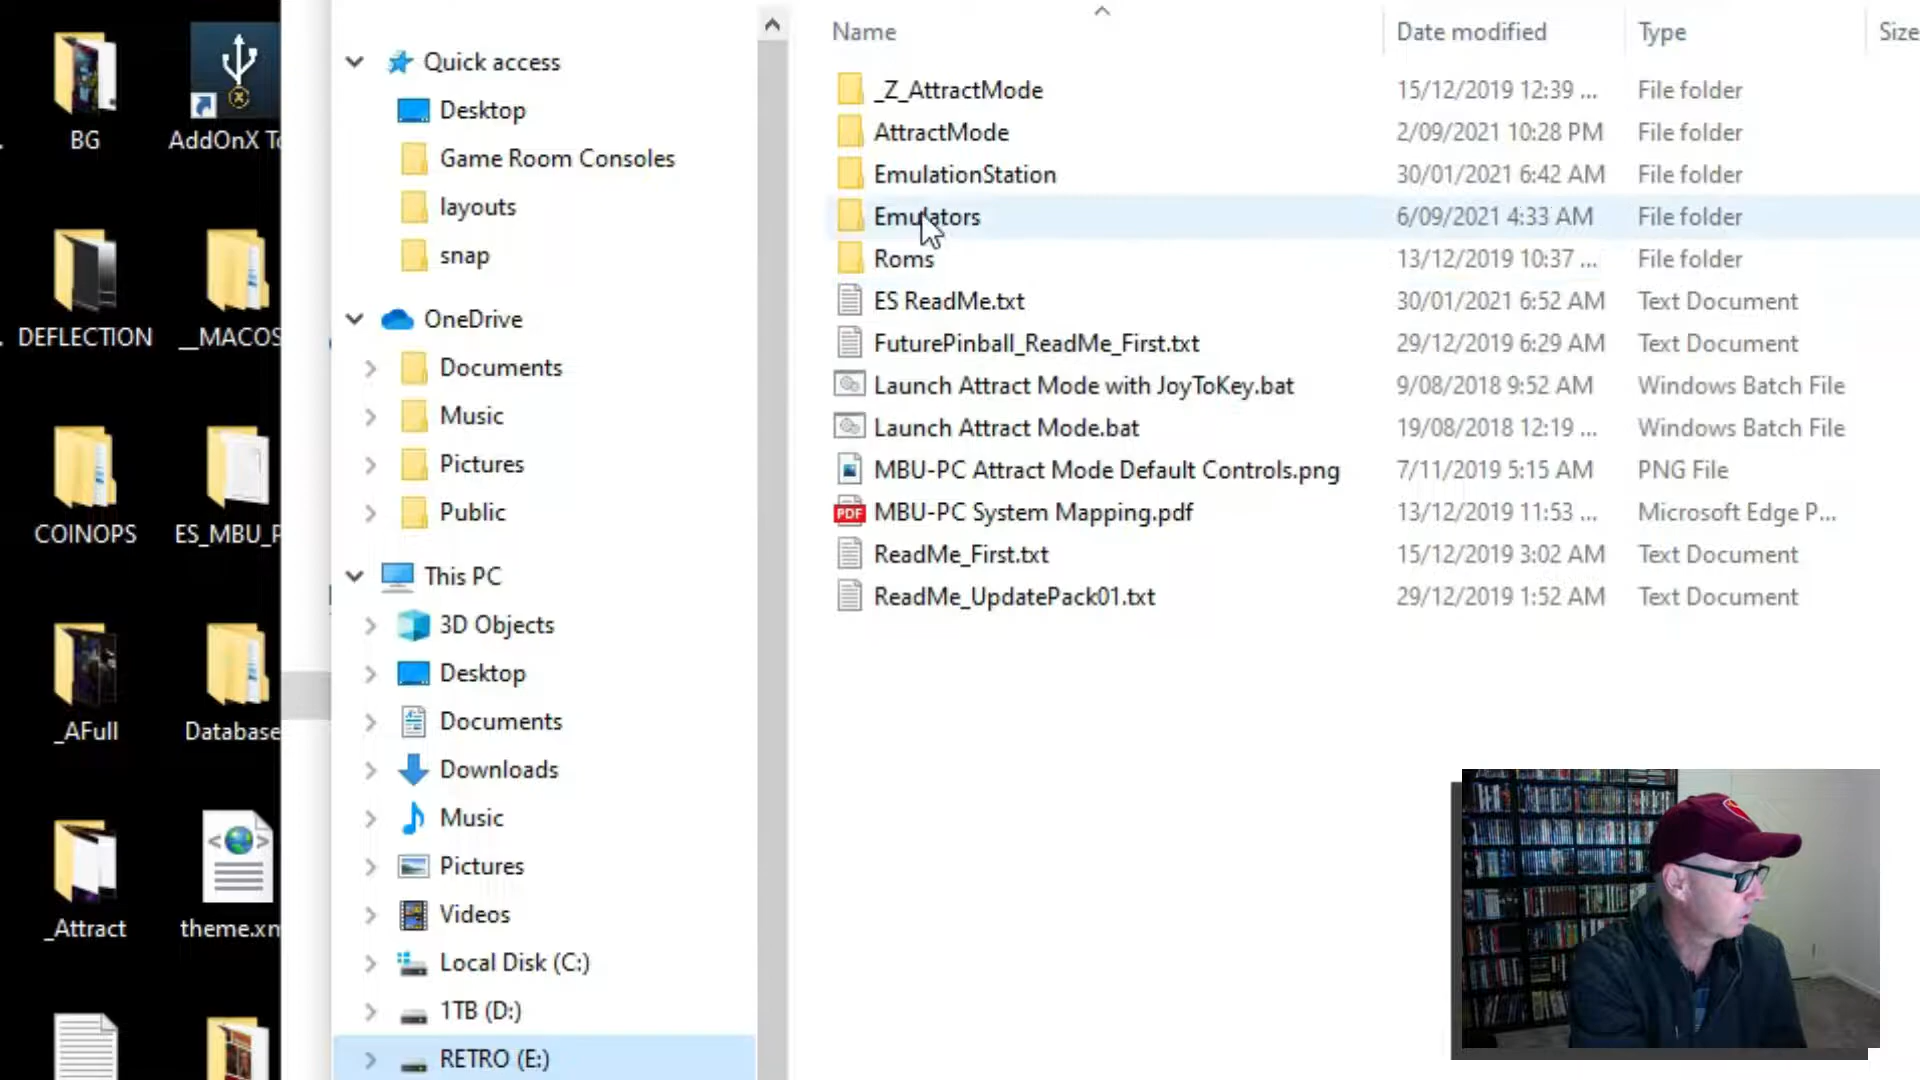 BG
AddOnX To
DEFLECTION
__MACOS
COINOPS
ES_MBU_P
_AFull
Database
_Attract
theme.xm
Quick access
Desktop
Game Room Consoles
layouts
snap
OneDrive
Documents
Music
Pictures
Public
This PC
3D Objects
Desktop
Documents
Downloads
Music
Pictures
Videos
Local Disk (C:)
1TB (D:)
RETRO (E:)
Name Date modified Type Size
_Z_AttractMode 15/12/2019 12:39 ... File folder
AttractMode 2/09/2021 10:28 PM File folder
EmulationStation 30/01/2021 6:42 AM File folder
Emulators 6/09/2021 4:33 AM File folder
Roms 13/12/2019 10:37 ... File folder
ES ReadMe.txt 30/01/2021 6:52 AM Text Document
FuturePinball_ReadMe_First.txt 29/12/2019 6:29 AM Text Document
Launch Attract Mode with JoyToKey.bat 9/08/2018 9:52 AM Windows Batch File
Launch Attract Mode.bat 19/08/2018 12:19 ... Windows Batch File
MBU-PC Attract Mode Default Controls.png 7/11/2019 5:15 AM PNG File
PDF MBU-PC System Mapping.pdf 13/12/2019 11:53 ... Microsoft Edge P...
ReadMe_First.txt 15/12/2019 3:02 AM Text Document
ReadMe_UpdatePack01.txt 29/12/2019 1:52 AM Text Document